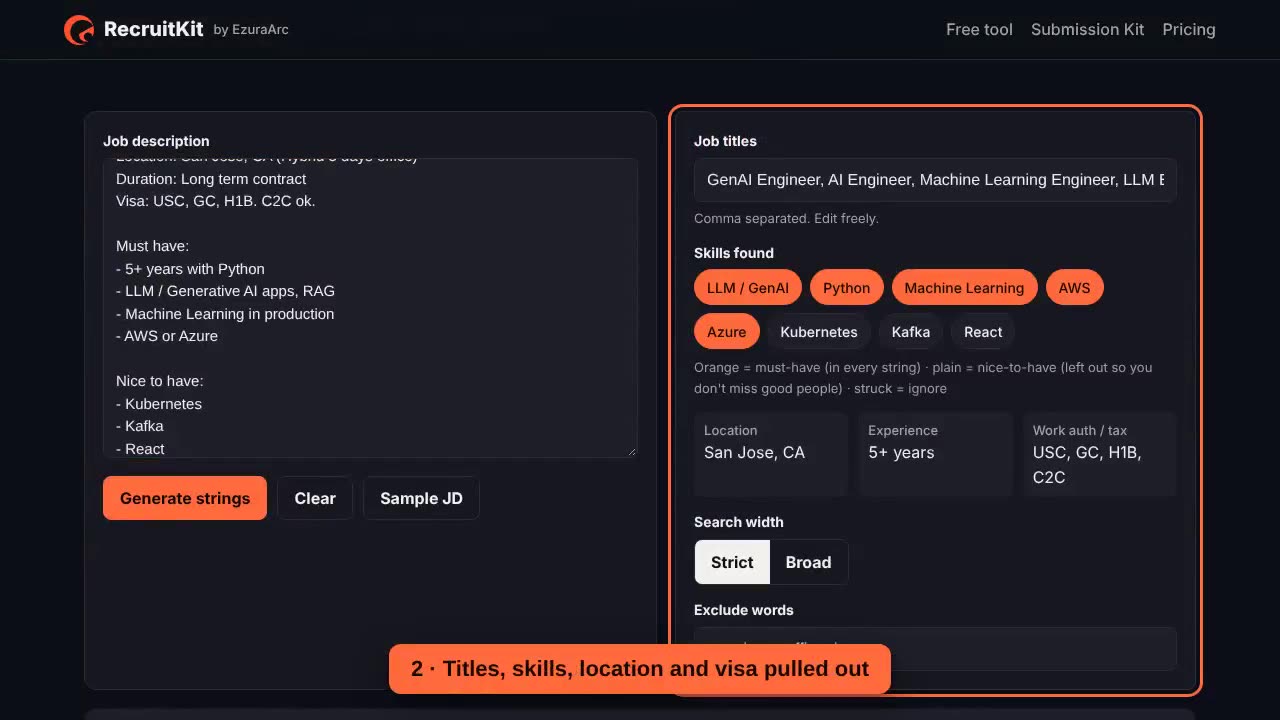 RecruitKit by EzuraArc
Free tool Submission Kit Pricing
Job description
Duration: Long term contract
Visa: USC, GC, H1B. C2C ok.
Must have:
- 5+ years with Python
- LLM / Generative AI apps, RAG
- Machine Learning in production
- AWS or Azure
Nice to have:
- Kubernetes
- Kafka
- React
Generate strings Clear Sample JD
Job titles
GenAI Engineer, AI Engineer, Machine Learning Engineer, LLM
Comma separated. Edit freely.
Skills found
LLM / GenAI Python Machine Learning AWS
Azure Kubernetes Kafka React
Orange = must-have (in every string) · plain = nice-to-have (left out so you
don't miss good people) · struck = ignore
Location
San Jose, CA
Experience
5+ years
Work auth / tax
USC, GC, H1B,
C2C
Search width
Strict Broad
Exclude words
2 · Titles, skills, location and visa pulled out